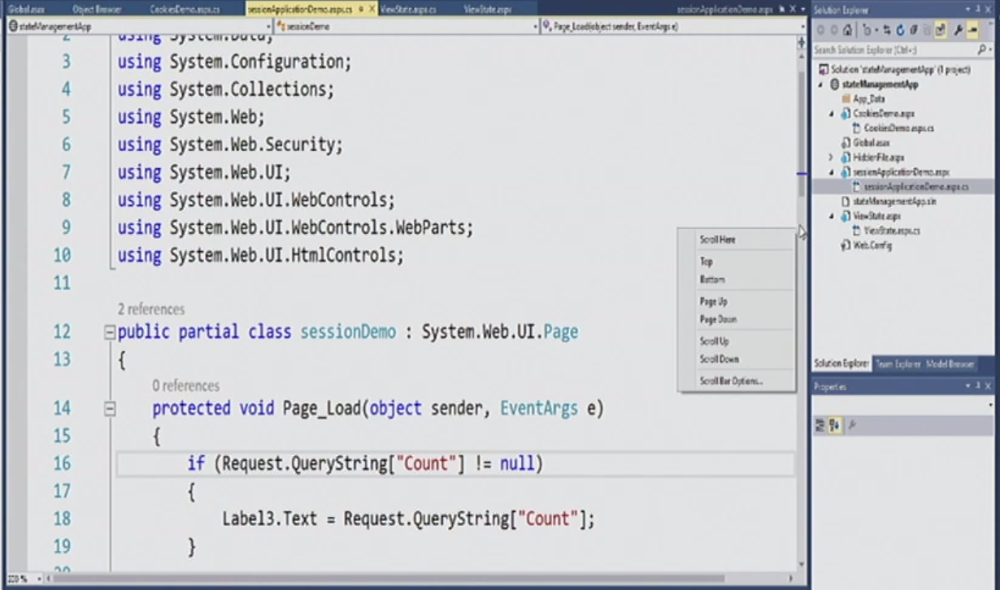 Global.asax Object Browser CookiesDemo.aspx.cs sessionApplicationDemo.aspx.cs ViewState.aspx.cs ViewState.aspx sessionApplicationDemo.aspx
Solution Explorer
stateManagementApp sessionDemo Page_Load(object sender, EventArgs e)
Search Solution Explorer (Ctrl+;)
2 using System.Data;
3 using System.Configuration;
4 using System.Collections;
5 using System.Web;
6 using System.Web.Security;
7 using System.Web.UI;
8 using System.Web.UI.WebControls;
9 using System.Web.UI.WebControls.WebParts;
10 using System.Web.UI.HtmlControls;
11
2 references
12 public partial class sessionDemo : System.Web.UI.Page
13 {
0 references
14 protected void Page_Load(object sender, EventArgs e)
15 {
16 if (Request.QueryString["Count"] != null)
17 {
18 Label3.Text = Request.QueryString["Count"];
19 }
20
200 %
Scroll Here
Top
Bottom
Page Up
Page Down
Scroll Up
Scroll Down
Scroll Bar Options...
Solution 'stateManagementApp' (1 project)
stateManagementApp
App_Data
CookiesDemo.aspx
CookiesDemo.aspx.cs
Global.asax
HiddenFile.aspx
sessionApplicationDemo.aspx
sessionApplicationDemo.aspx.cs
stateManagementApp.sln
ViewState.aspx
ViewState.aspx.cs
Web.Config
Solution Explorer Team Explorer Model Browser
Properties